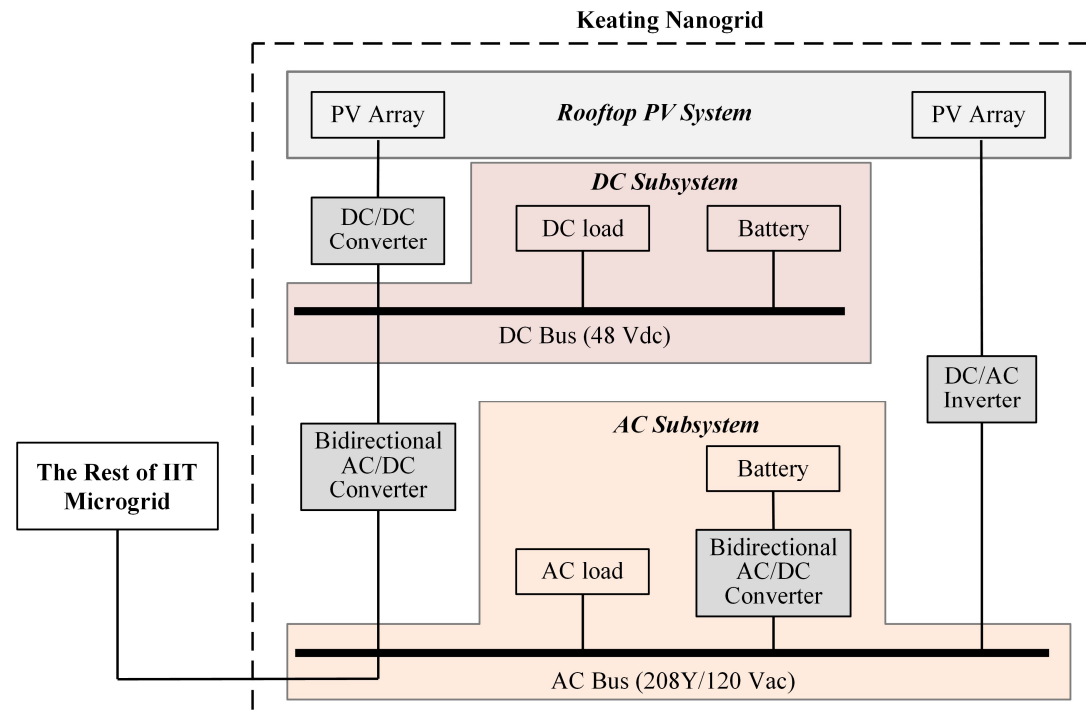 Keating Nanogrid
PV Array
Rooftop PV System
PV Array
DC Subsystem
DC/DC
Converter
DC load
Battery
DC Bus (48 Vdc)
DC/AC
Inverter
AC Subsystem
Bidirectional
AC/DC
Converter
Battery
The Rest of IIT
Microgrid
Bidirectional
AC/DC
Converter
AC load
AC Bus (208Y/120 Vac)